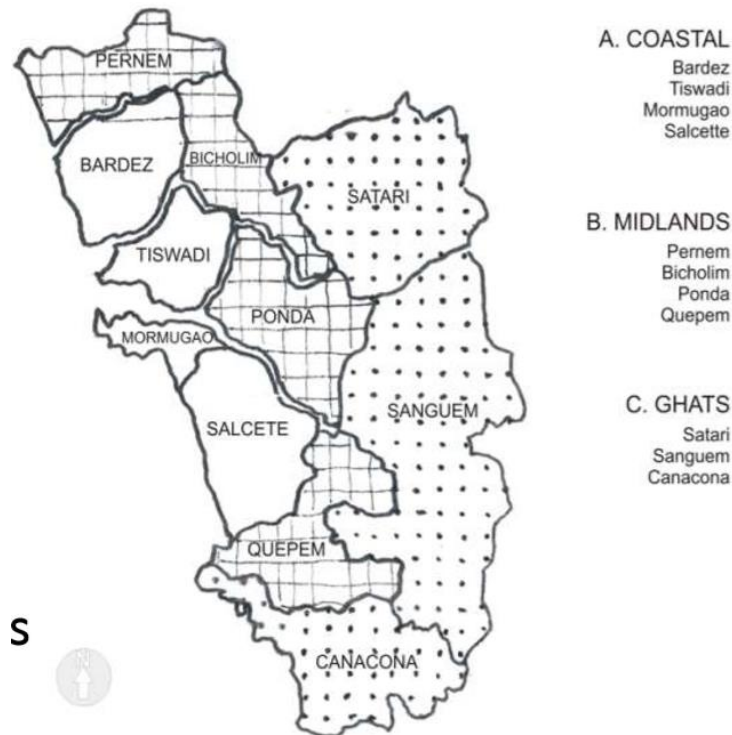 PERNEM
BARDEZ
BICHOLIM
SATARI
TISWADI
PONDA
MORMUGAO
SANGUEM
SALCETE
QUEPEM
CANACONA
A. COASTAL
Bardez
Tiswadi
Mormugao
Salcette
B. MIDLANDS
Pernem
Bicholim
Ponda
Quepem
C. GHATS
Satari
Sanguem
Canacona
s
N